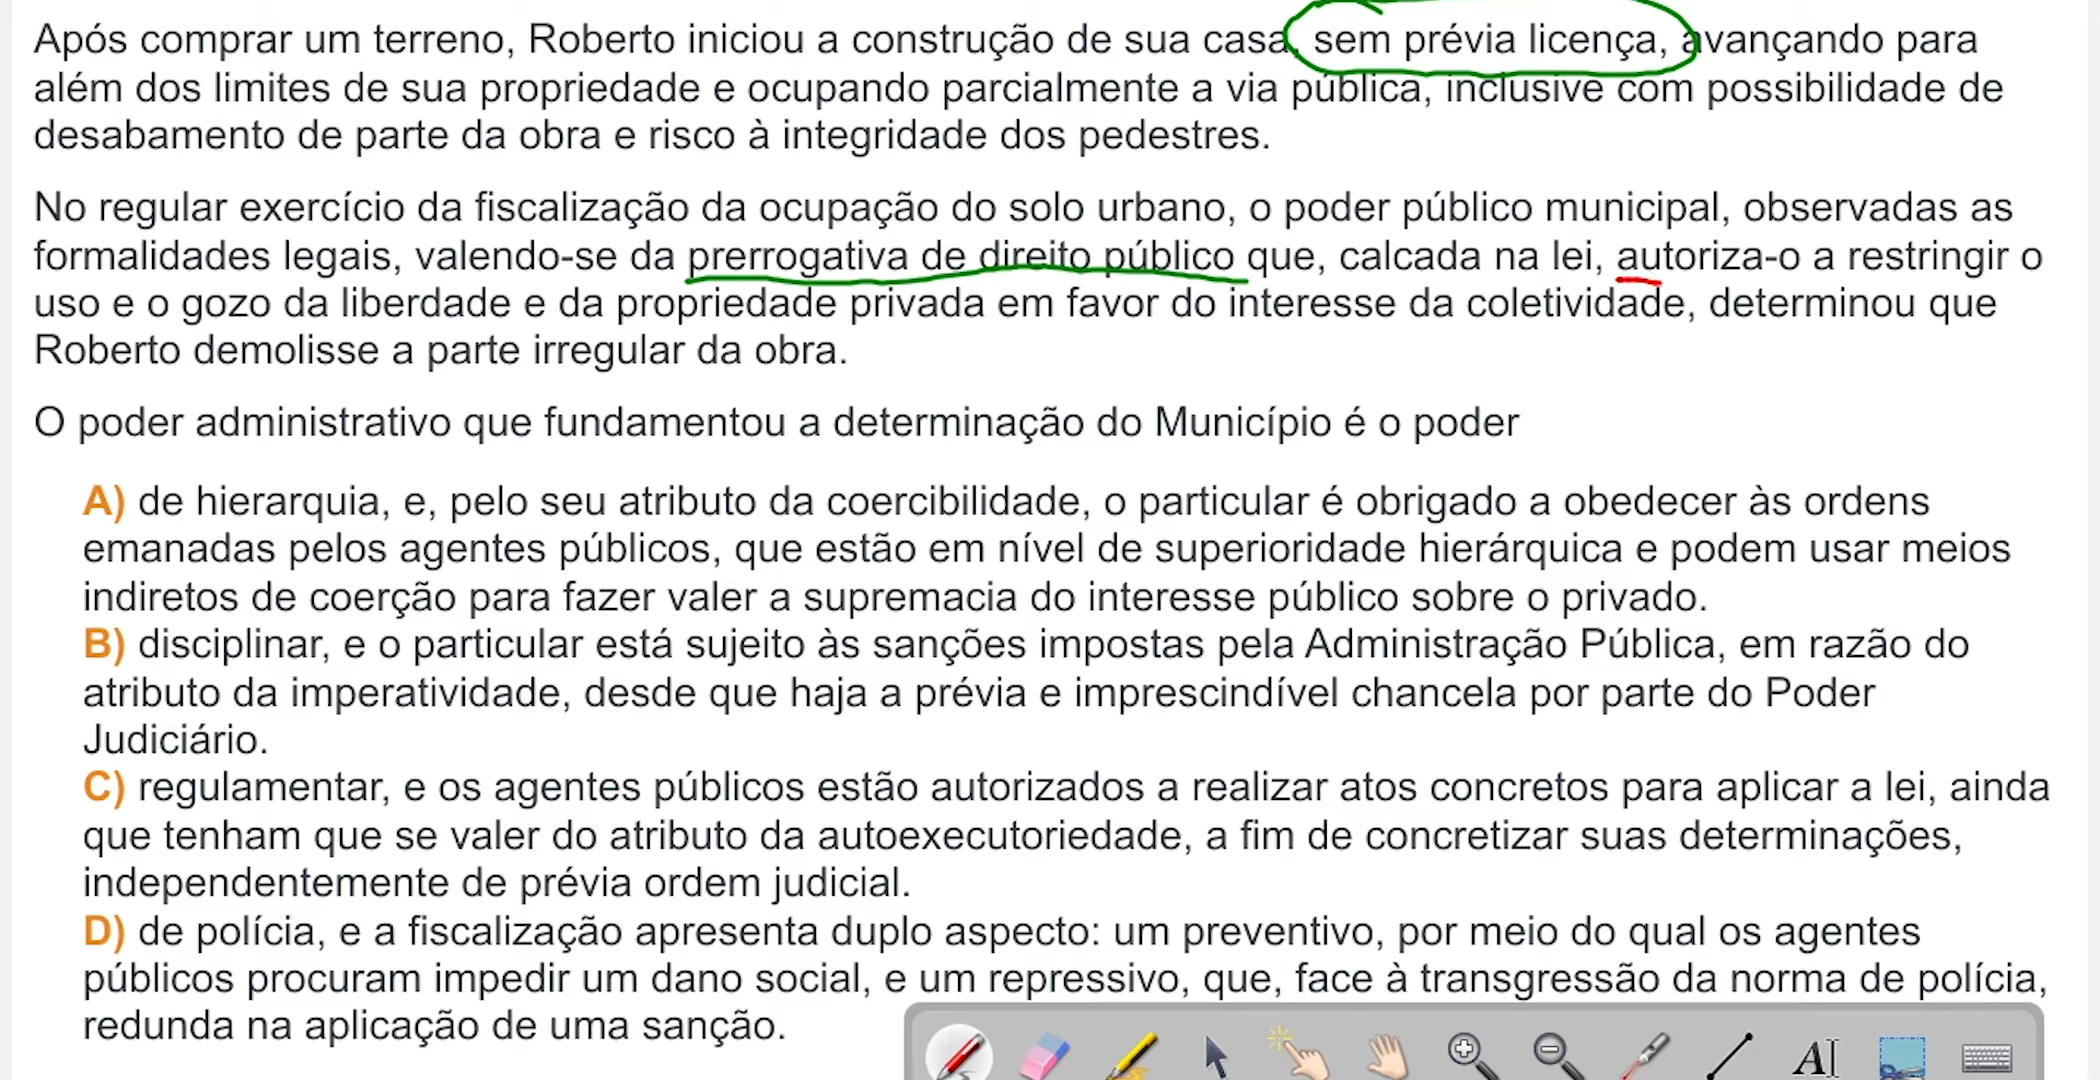 Após comprar um terreno, Roberto iniciou a construção de sua casa, sem prévia licença, avançando para
além dos limites de sua propriedade e ocupando parcialmente a via pública, inclusive com possibilidade de
desabamento de parte da obra e risco à integridade dos pedestres.
No regular exercício da fiscalização da ocupação do solo urbano, o poder público municipal, observadas as
formalidades legais, valendo-se da prerrogativa de direito público que, calcada na lei, autoriza-o a restringir o
uso e o gozo da liberdade e da propriedade privada em favor do interesse da coletividade, determinou que
Roberto demolisse a parte irregular da obra.
O poder administrativo que fundamentou a determinação do Município é o poder
A) de hierarquia, e, pelo seu atributo da coercibilidade, o particular é obrigado a obedecer às ordens
emanadas pelos agentes públicos, que estão em nível de superioridade hierárquica e podem usar meios
indiretos de coerção para fazer valer a supremacia do interesse público sobre o privado.
B) disciplinar, e o particular está sujeito às sanções impostas pela Administração Pública, em razão do
atributo da imperatividade, desde que haja a prévia e imprescindível chancela por parte do Poder
Judiciário.
C) regulamentar, e os agentes públicos estão autorizados a realizar atos concretos para aplicar a lei, ainda
que tenham que se valer do atributo da autoexecutoriedade, a fim de concretizar suas determinações,
independentemente de prévia ordem judicial.
D) de polícia, e a fiscalização apresenta duplo aspecto: um preventivo, por meio do qual os agentes
públicos procuram impedir um dano social, e um repressivo, que, face à transgressão da norma de polícia,
redunda na aplicação de uma sanção.
AI